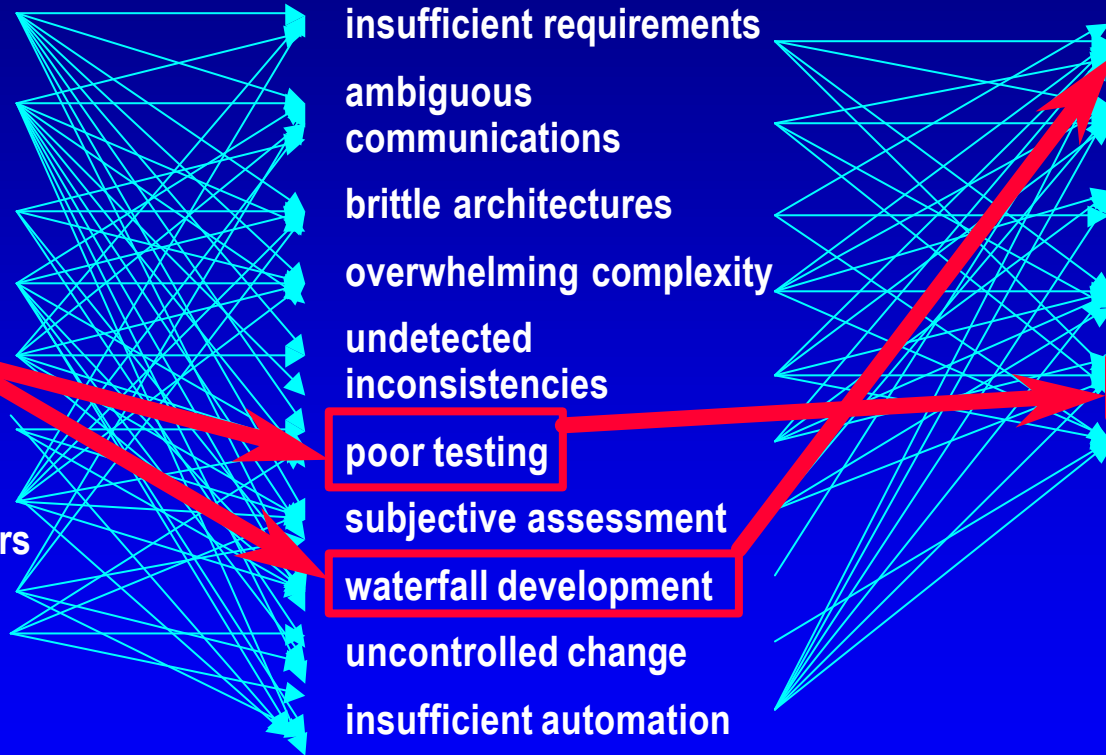 insufficient requirements
ambiguous
communications
brittle architectures
overwhelming complexity
undetected
inconsistencies
poor testing
subjective assessment
rs
waterfall development
uncontrolled change
insufficient automation